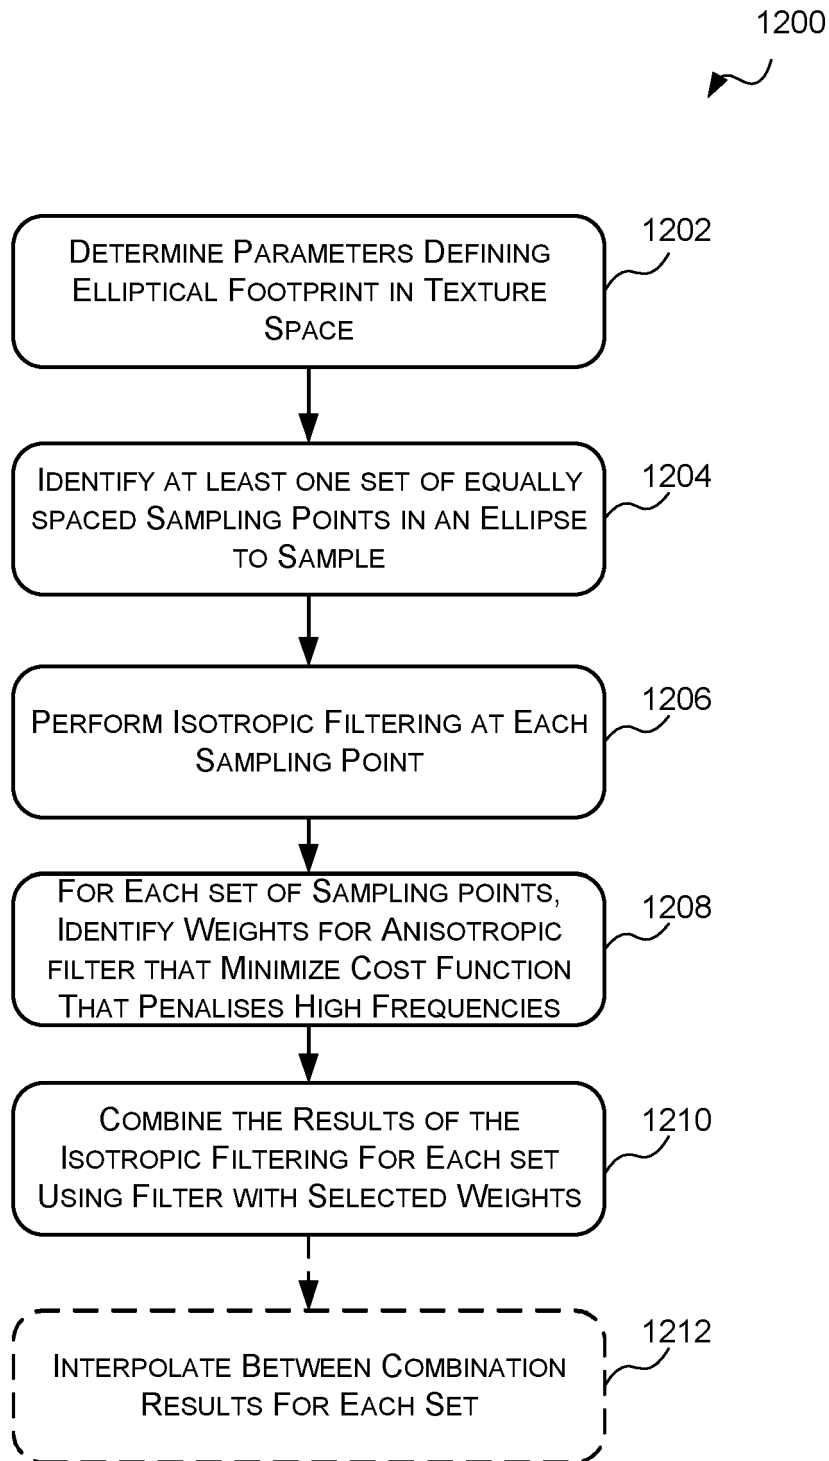 1200
DETERMINE PARAMETERS DEFINING
ELLIPTICAL FOOTPRINT IN TEXTURE
SPACE
1202
IDENTIFY AT LEAST ONE SET OF EQUALLY
SPACED SAMPLING POINTS IN AN ELLIPSE
TO SAMPLE
1204
PERFORM ISOTROPIC FILTERING AT EACH
SAMPLING POINT
1206
FOR EACH SET OF SAMPLING POINTS,
IDENTIFY WEIGHTS FOR ANISOTROPIC
FILTER THAT MINIMIZE COST FUNCTION
THAT PENALISES HIGH FREQUENCIES
1208
COMBINE THE RESULTS OF THE
ISOTROPIC FILTERING FOR EACH SET
USING FILTER WITH SELECTED WEIGHTS
1210
INTERPOLATE BETWEEN COMBINATION
RESULTS FOR EACH SET
1212